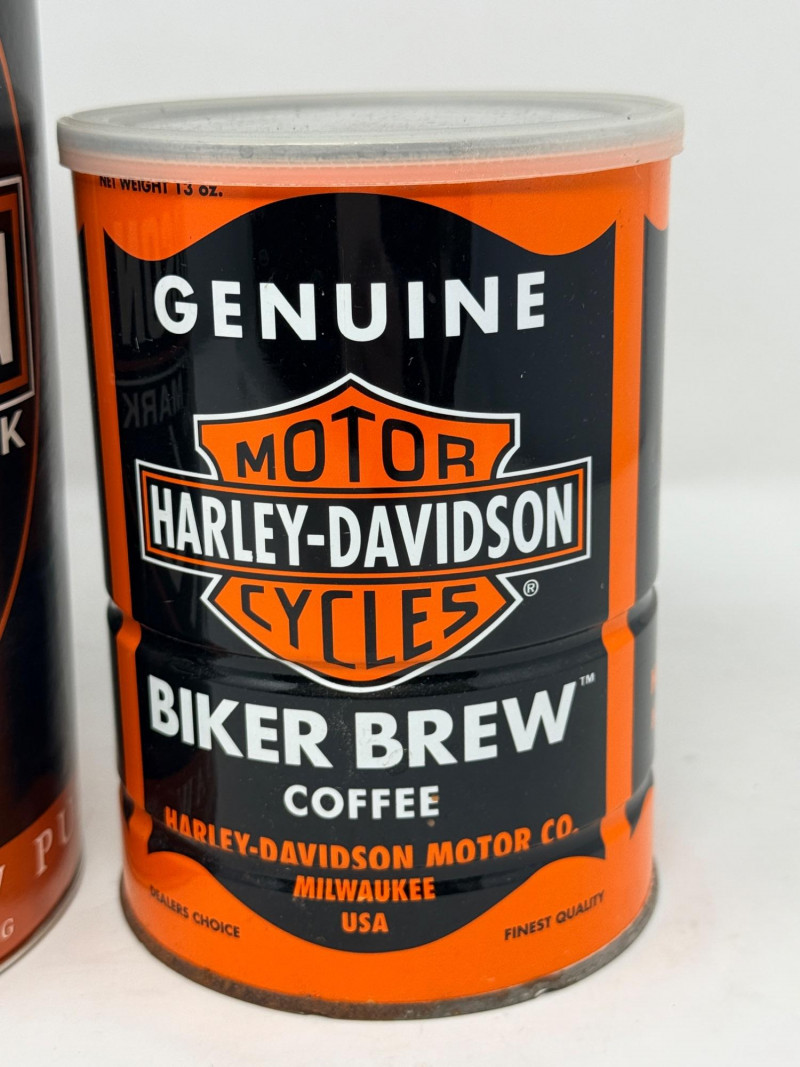 NET WEIGHT 13 oz.
GENUINE
MOTOR
HARLEY-DAVIDSON
CYCLES®
BIKER BREW™
COFFEE
HARLEY-DAVIDSON MOTOR CO.
MILWAUKEE
USA
DEALERS CHOICE
FINEST QUALITY